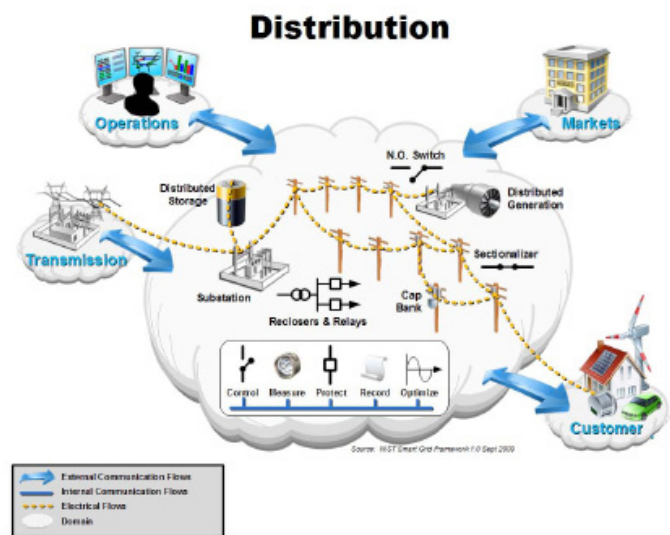 Distribution
Operations
Markets
N.O. Switch
Distributed
Storage
Distributed
Generation
Transmission
Sectionalizer
Substation
Cap
Bank
Reclosers & Relays
Control
Measure
Protect
Record
Optimize
Customer
Source: NIST Smart Grid Framework 1.0 Sept 2009
External Communication Flows
Internal Communication Flows
Electrical Flows
Domain